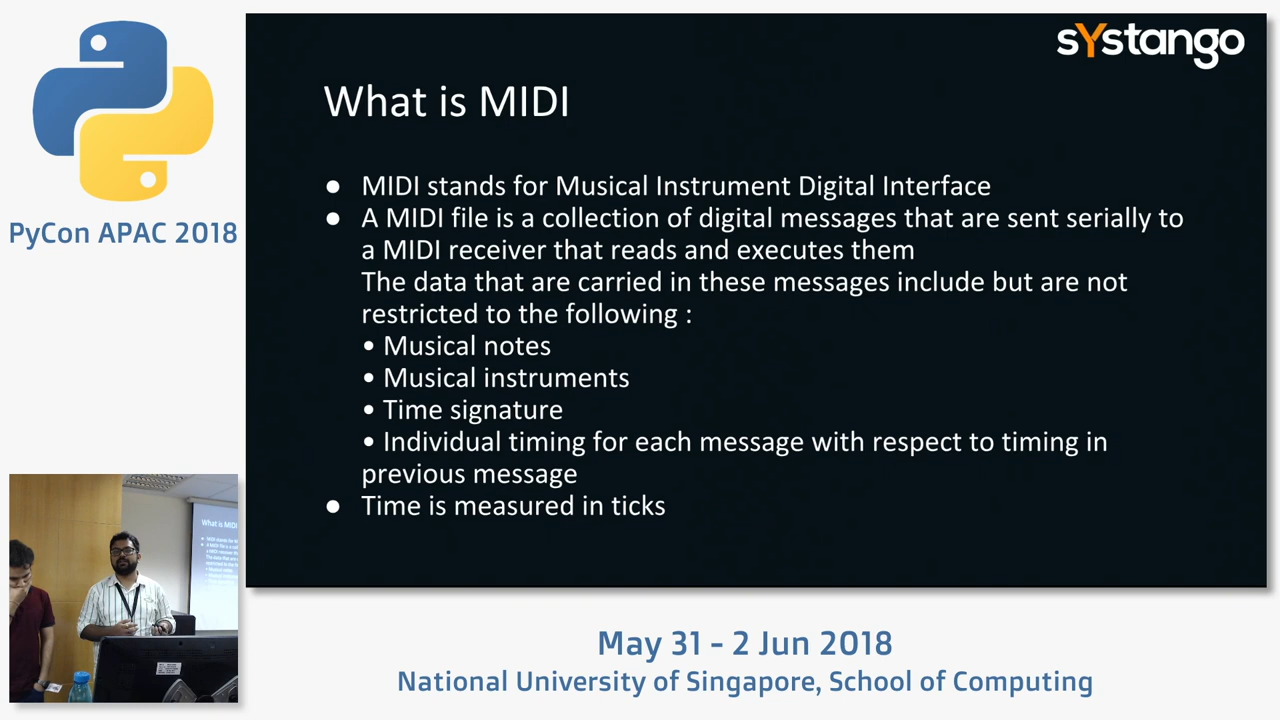 sYstango
What is MIDI
● MIDI stands for Musical Instrument Digital Interface
● A MIDI file is a collection of digital messages that are sent serially to
a MIDI receiver that reads and executes them
The data that are carried in these messages include but are not
restricted to the following :
• Musical notes
• Musical instruments
• Time signature
• Individual timing for each message with respect to timing in
previous message
● Time is measured in ticks
PyCon APAC 2018
What is MIDI
May 31 - 2 Jun 2018
National University of Singapore, School of Computing